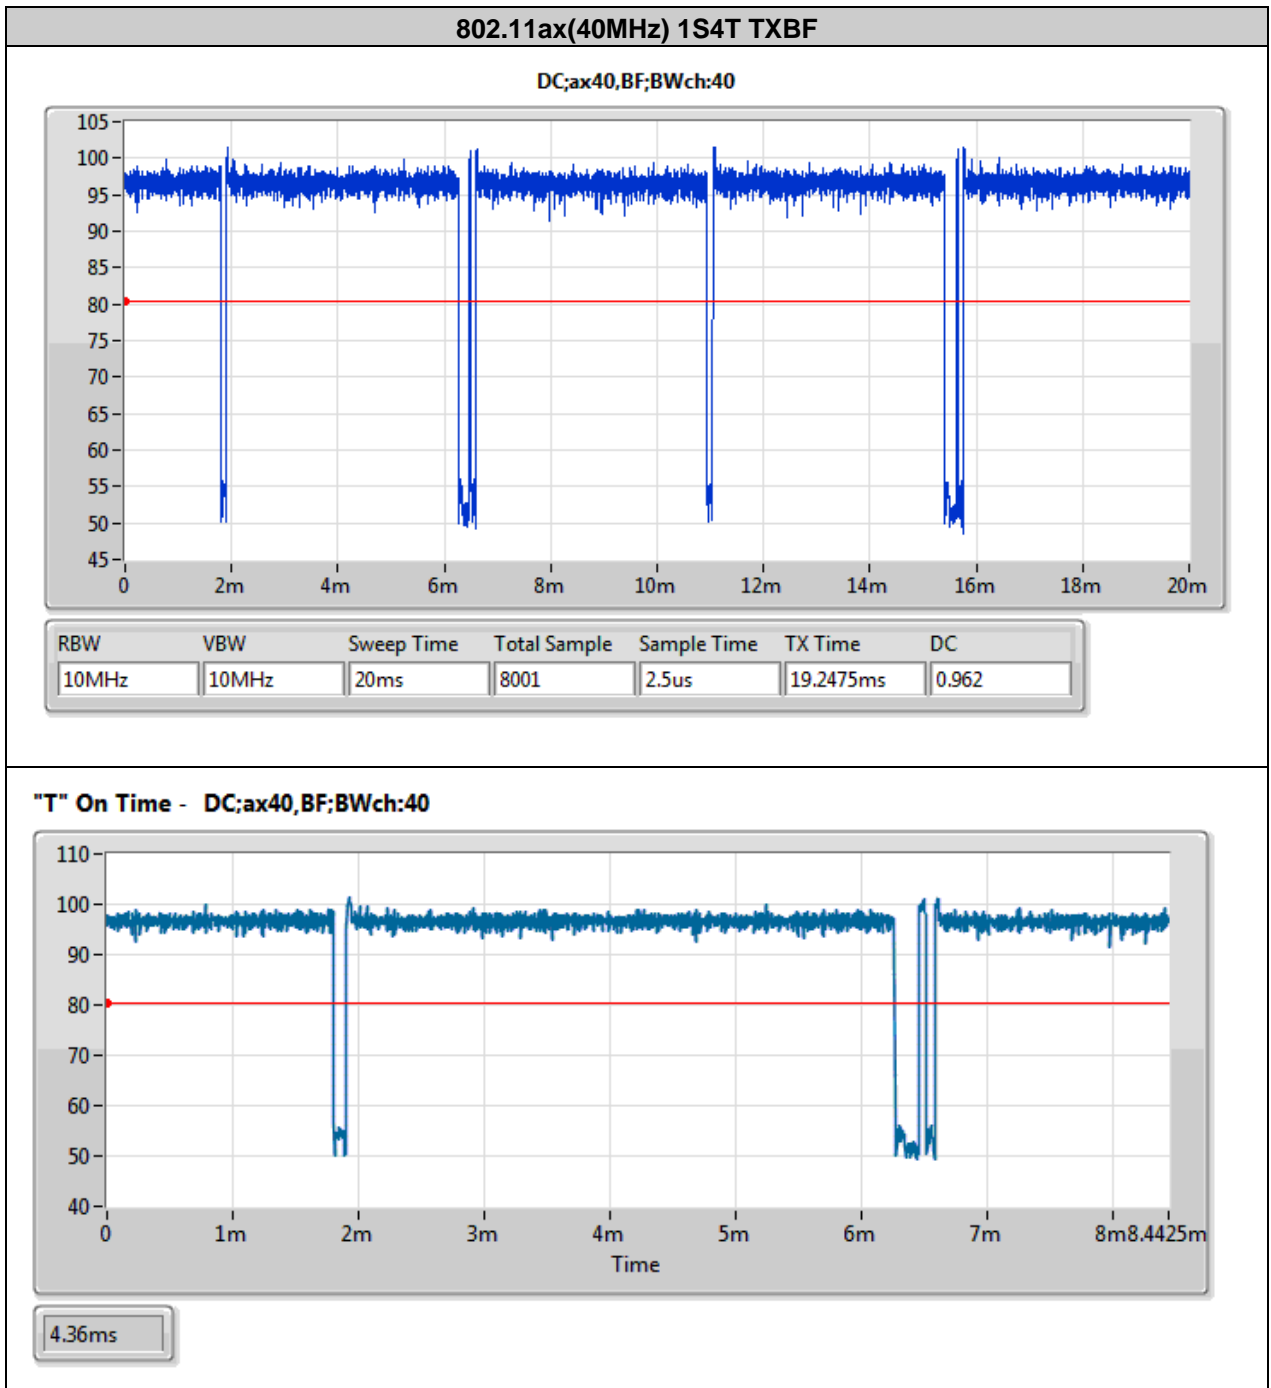 802.11ax(40MHz) 1S4T TXBF
DC;ax40,BF;BWch:40
105
100
95
90
85
80
75
70
65
60
55
50
45
0 2m 4m 6m 8m 10m 12m 14m 16m 18m 20m
RBW VBW Sweep Time Total Sample Sample Time TX Time DC
10MHz 10MHz 20ms 8001 2.5us 19.2475ms 0.962
"T" On Time - DC;ax40,BF;BWch:40
110
100
90
80
70
60
50
40
0 1m 2m 3m 4m 5m 6m 7m 8m 8.4425m
Time
4.36ms